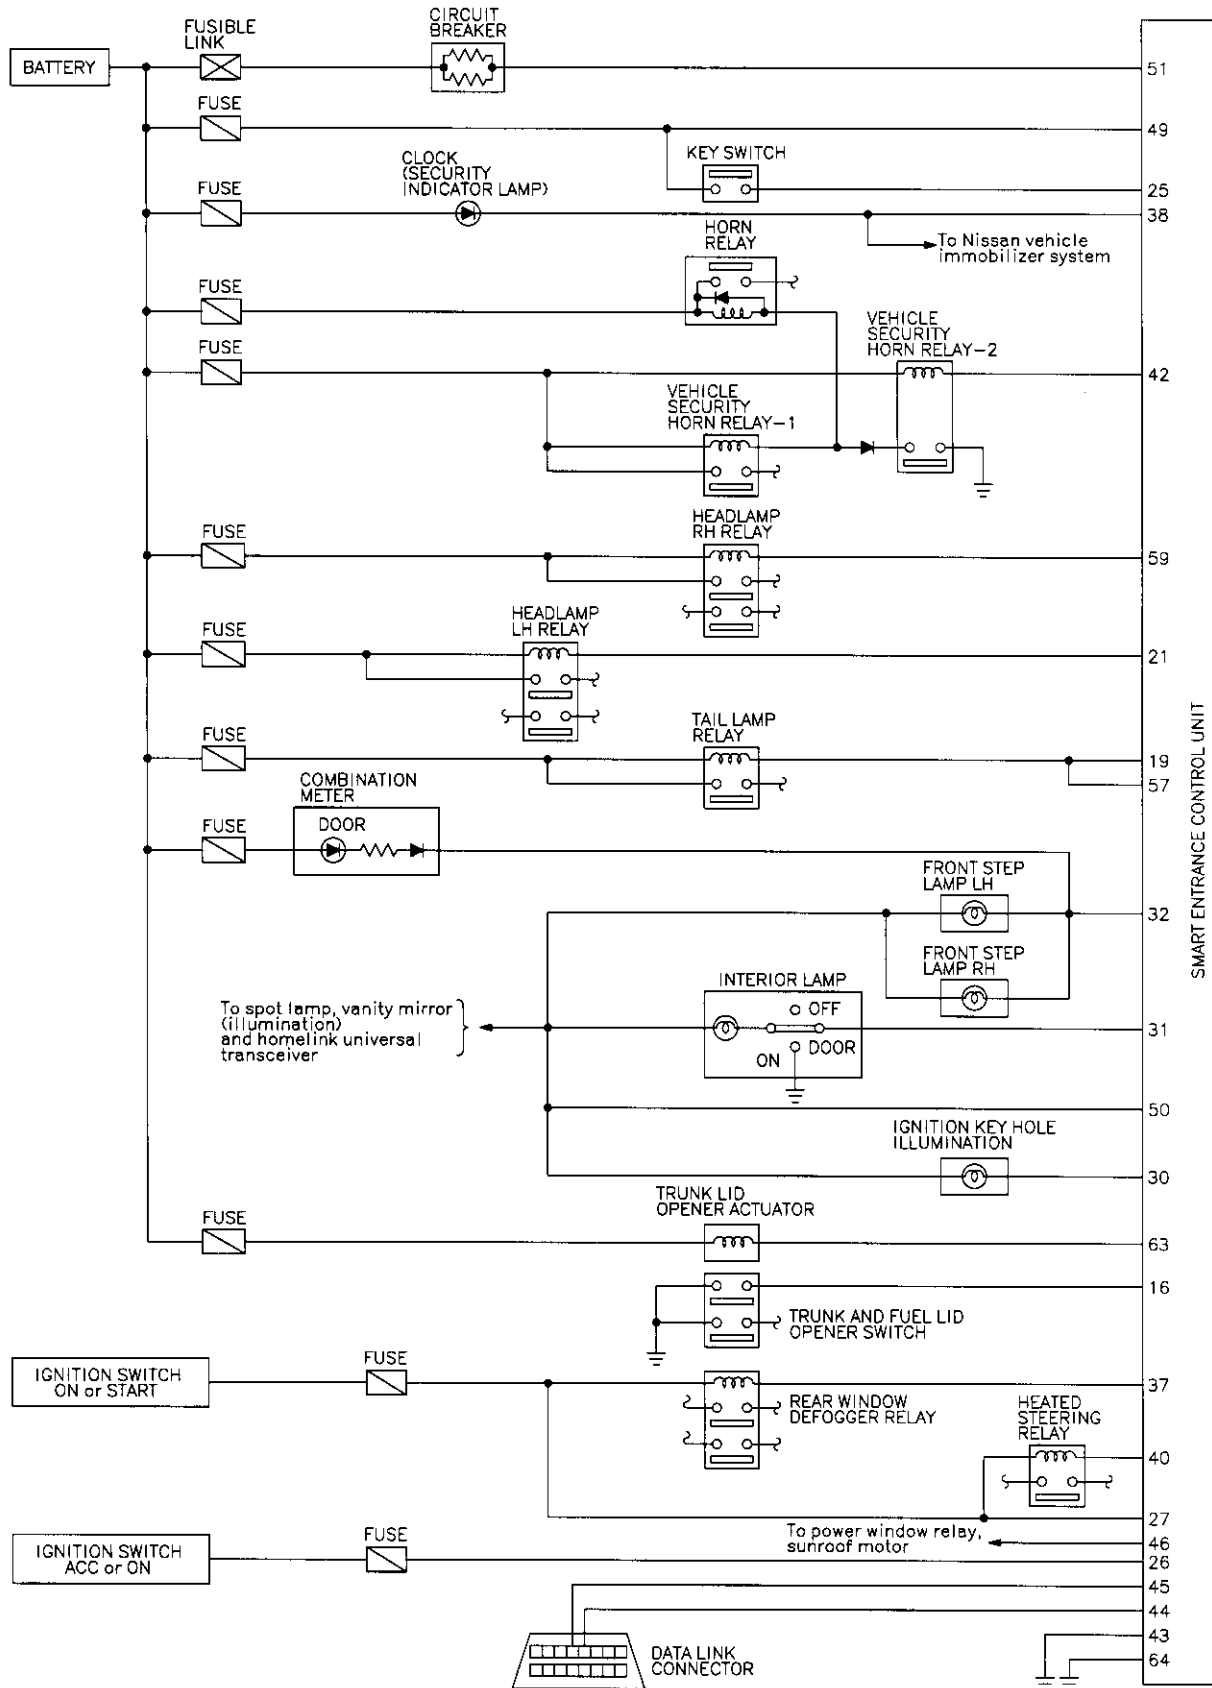 CIRCUIT
BREAKER
FUSIBLE
LINK
BATTERY
51
FUSE
49
KEY SWITCH
CLOCK
(SECURITY
INDICATOR LAMP)
FUSE
25
38
HORN
RELAY
To Nissan vehicle
immobilizer system
FUSE
VEHICLE
SECURITY
HORN RELAY-2
FUSE
42
VEHICLE
SECURITY
HORN RELAY-1
HEADLAMP
RH RELAY
FUSE
59
HEADLAMP
LH RELAY
FUSE
21
TAIL LAMP
RELAY
FUSE
19
57
SMART ENTRANCE CONTROL UNIT
COMBINATION
METER
FUSE
DOOR
FRONT STEP
LAMP LH
32
FRONT STEP
LAMP RH
INTERIOR LAMP
OFF
To spot lamp, vanity mirror
(illumination)
and homelink universal
transceiver
31
DOOR
ON
50
IGNITION KEY HOLE
ILLUMINATION
30
TRUNK LID
OPENER ACTUATOR
FUSE
63
16
TRUNK AND FUEL LID
OPENER SWITCH
IGNITION SWITCH
ON or START
FUSE
37
REAR WINDOW
DEFOGGER RELAY
HEATED
STEERING
RELAY
40
27
To power window relay,
sunroof motor
46
IGNITION SWITCH
ACC or ON
FUSE
26
45
44
43
DATA LINK
CONNECTOR
64